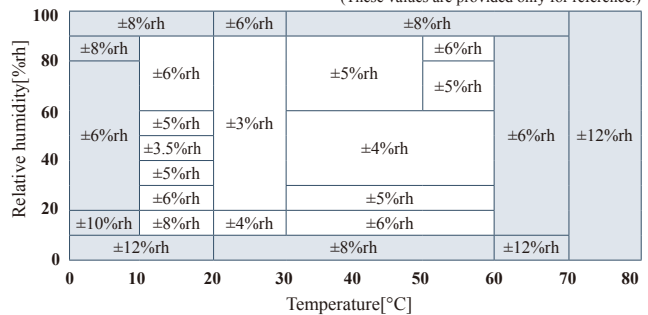 (These values are provided only for reference.)
100 ±8%rh ±6%rh ±8%rh
±8%rh ±6%rh
±6%rh ±5%rh
80 ±5%rh
60
±5%rh
±6%rh ±3%rh ±6%rh ±12%rh
±3.5%rh ±4%rh
40
±5%rh
±6%rh ±5%rh
20
±10%rh ±8%rh ±4%rh ±6%rh
±12%rh ±8%rh ±12%rh
0
0 10 20 30 40 50 60 70 80
Relative humidity[%rh]
Temperature[°C]